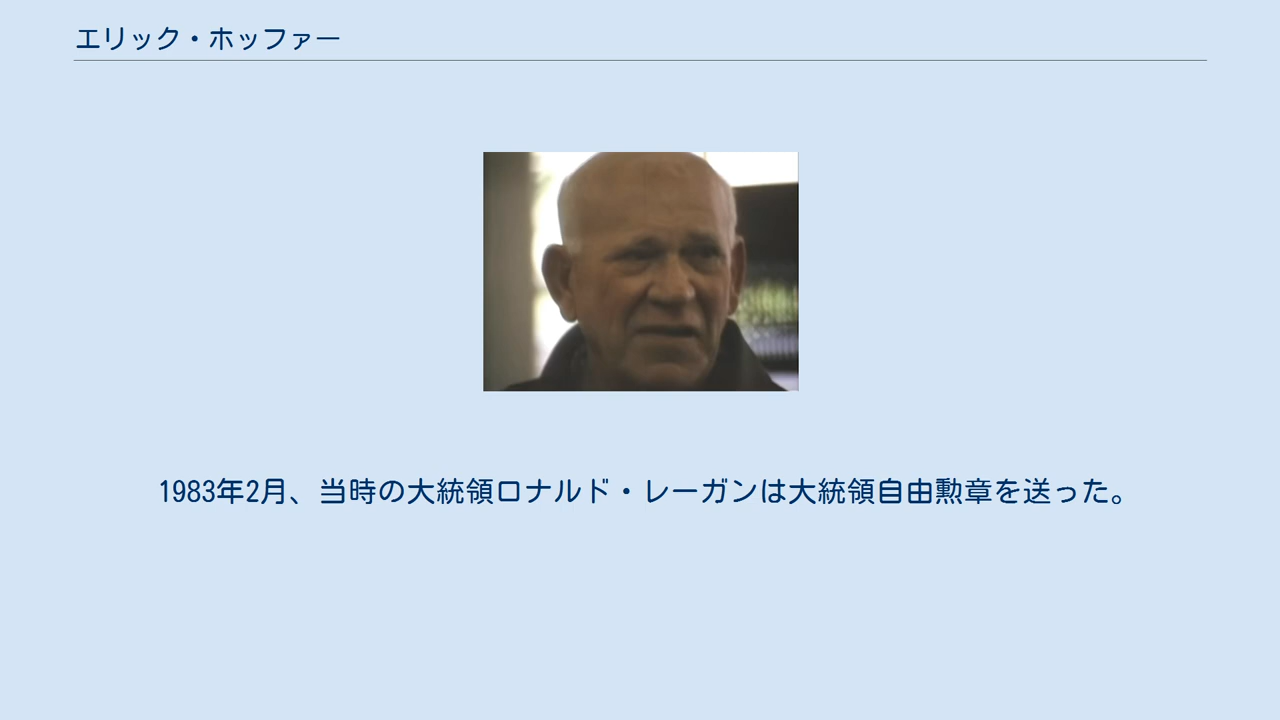 エリック・ホッファー
1983年2月、当時の大統領ロナルド・レーガンは大統領自由勲章を送った。